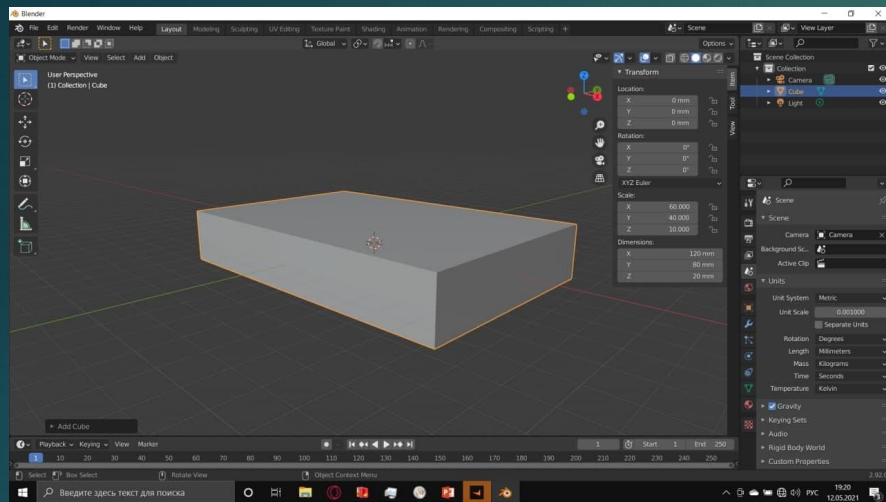 Blender
File Edit Render Window Help Layout Modeling Sculpting UV Editing Texture Paint Shading Animation Rendering Compositing Scripting + Scene View Layer
Global Options
Object Mode View Select Add Object
User Perspective
(1) Collection | Cube
Transform
Location:
X 0 mm
Y 0 mm
Z 0 mm
Rotation:
X 0°
Y 0°
Z 0°
XYZ Euler
Scale:
X 60.000
Y 40.000
Z 10.000
Dimensions:
X 120 mm
Y 80 mm
Z 20 mm
Item
Tool
View
Scene Collection
Collection
Camera
Cube
Light
Scene
Scene
Camera Camera
Background Sc..
Active Clip
Units
Unit System Metric
Unit Scale 0.001000
Separate Units
Rotation Degrees
Length Millimeters
Mass Kilograms
Time Seconds
Temperature Kelvin
Gravity
Keying Sets
Audio
Rigid Body World
Custom Properties
Add Cube
Playback Keying View Marker 1 Start 1 End 250
1 10 20 30 40 50 60 70 80 90 100 110 120 130 140 150 160 170 180 190 200 210 220 230 240 250
Select Box Select Rotate View Object Context Menu
Введите здесь текст для поиска
РУС
19:20
12.05.2021